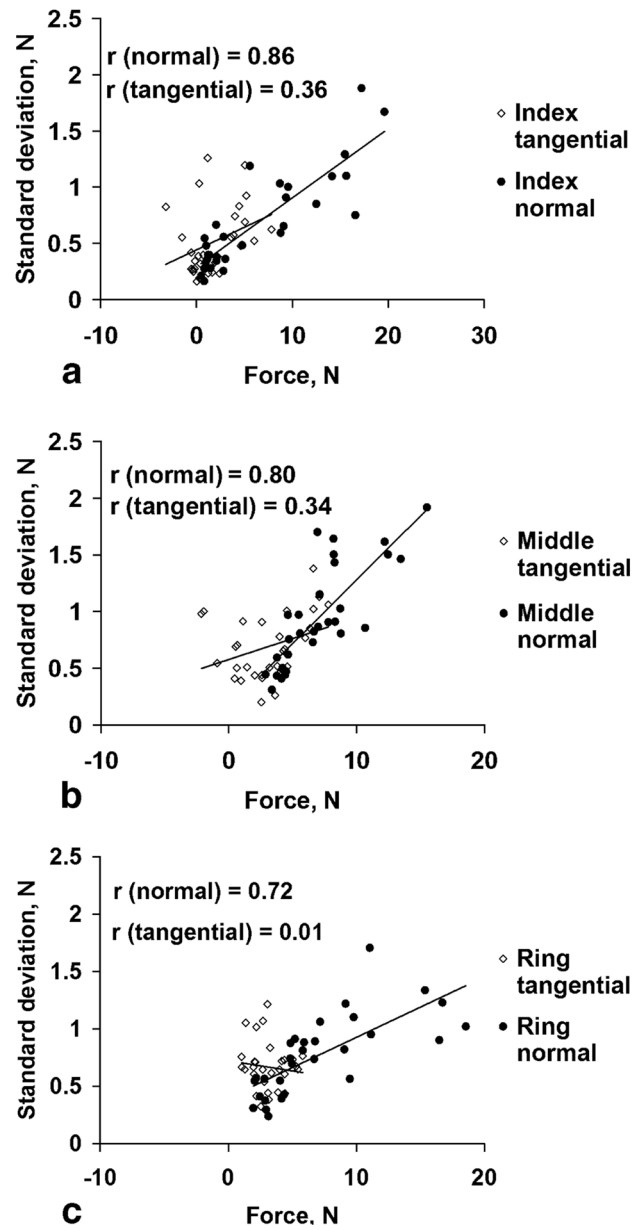 2.5
r (normal) = 0.86
2
r (tangential) = 0.36
1.5
1
0.5
0
-10
0
10
20
30
Standard deviation, N
Force, N
Index
tangential
Index
normal
a
2.5
r (normal) = 0.80
2
r (tangential) = 0.34
1.5
1
0.5
0
-10
0
10
20
Standard deviation, N
Force, N
Middle
tangential
Middle
normal
b
2.5
r (normal) = 0.72
2
r (tangential) = 0.01
1.5
1
0.5
0
-10
0
10
20
Standard deviation, N
Force, N
Ring
tangential
Ring
normal
c